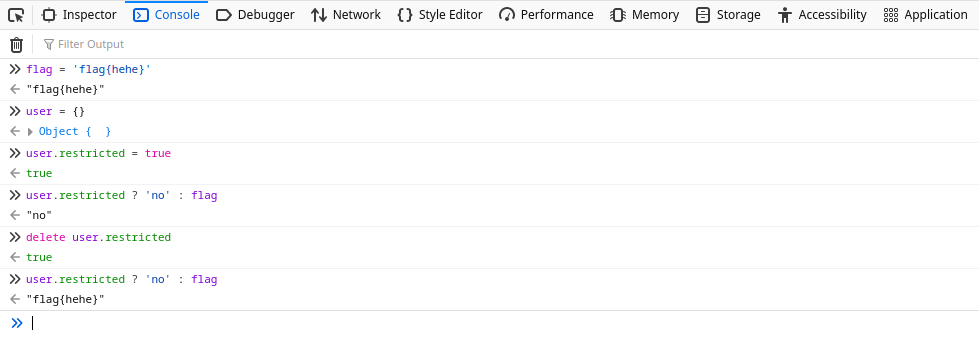 Inspector Console Debugger Network {} Style Editor Performance Memory Storage Accessibility Application
Filter Output
flag = 'flag{hehe}'
"flag{hehe}"
user = {}
Object { }
user.restricted = true
true
user.restricted ? 'no' : flag
"no"
delete user.restricted
true
user.restricted ? 'no' : flag
"flag{hehe}"